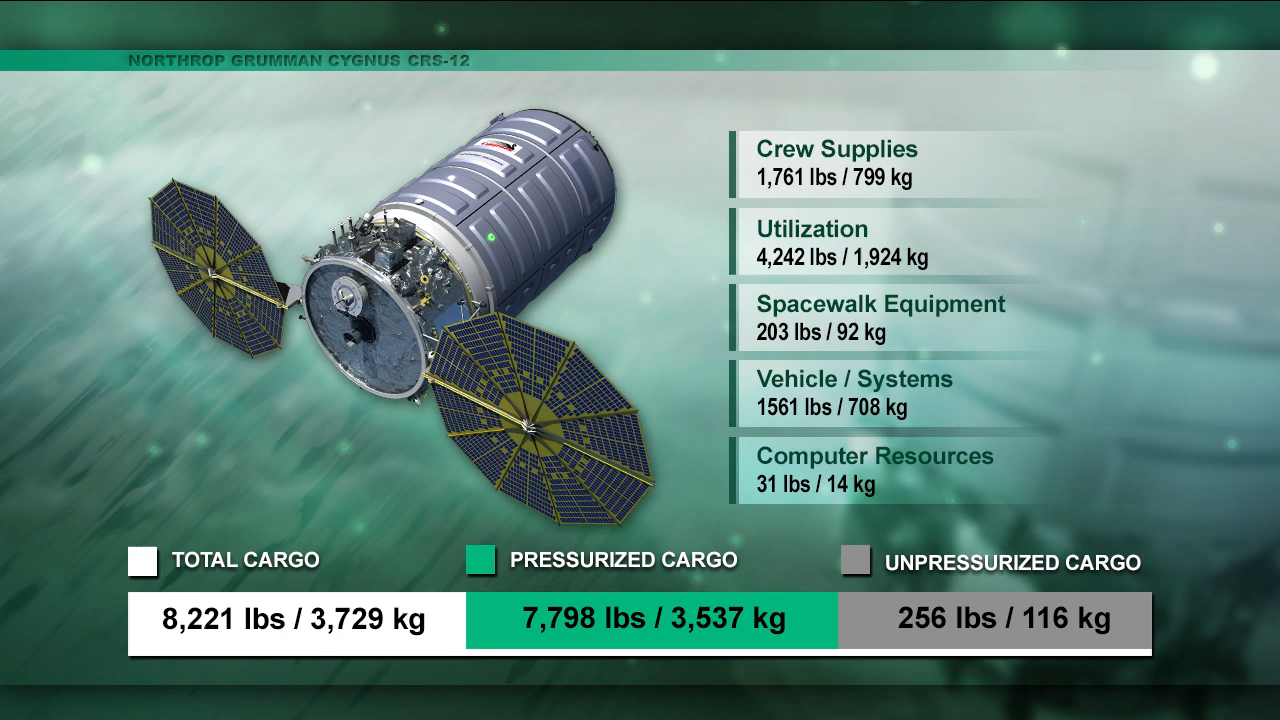 NORTHROP GRUMMAN CYGNUS CRS-12
Crew Supplies
1,761 lbs / 799 kg
Utilization
4,242 lbs / 1,924 kg
Spacewalk Equipment
203 lbs / 92 kg
Vehicle / Systems
1561 lbs / 708 kg
Computer Resources
31 lbs / 14 kg
TOTAL CARGO
PRESSURIZED CARGO
UNPRESSURIZED CARGO
8,221 lbs / 3,729 kg
7,798 lbs / 3,537 kg
256 lbs / 116 kg